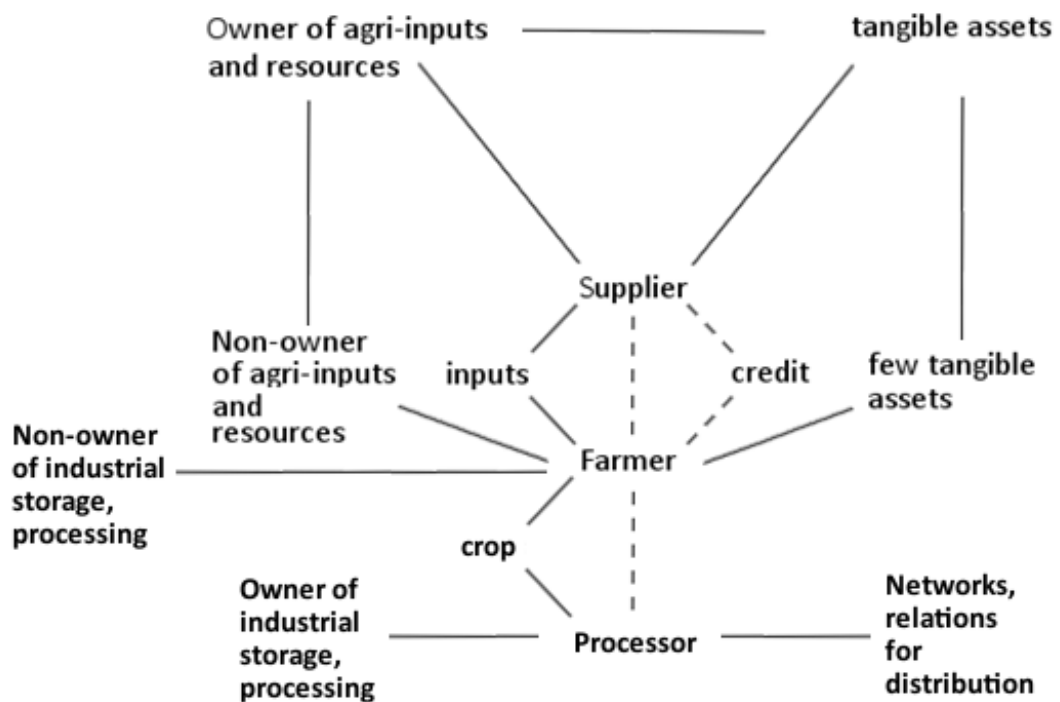 Owner of agri-inputs
and resources
tangible assets
Supplier
Non-owner
of agri-inputs
and
resources
inputs
credit
few tangible
assets
Non-owner
of industrial
storage,
processing
Farmer
crop
Owner of
industrial
storage,
processing
Processor
Networks,
relations
for
distribution